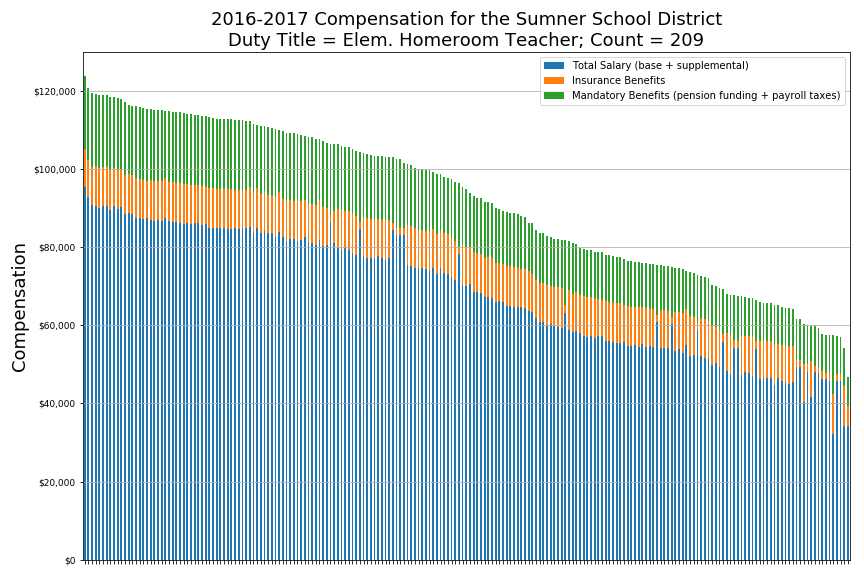 2016-2017 Compensation for the Sumner School District
Duty Title = Elem. Homeroom Teacher; Count = 209
Total Salary (base + supplemental)
Insurance Benefits
Mandatory Benefits (pension funding + payroll taxes)
Compensation
$120,000
$100,000
$80,000
$60,000
$40,000
$20,000
$0